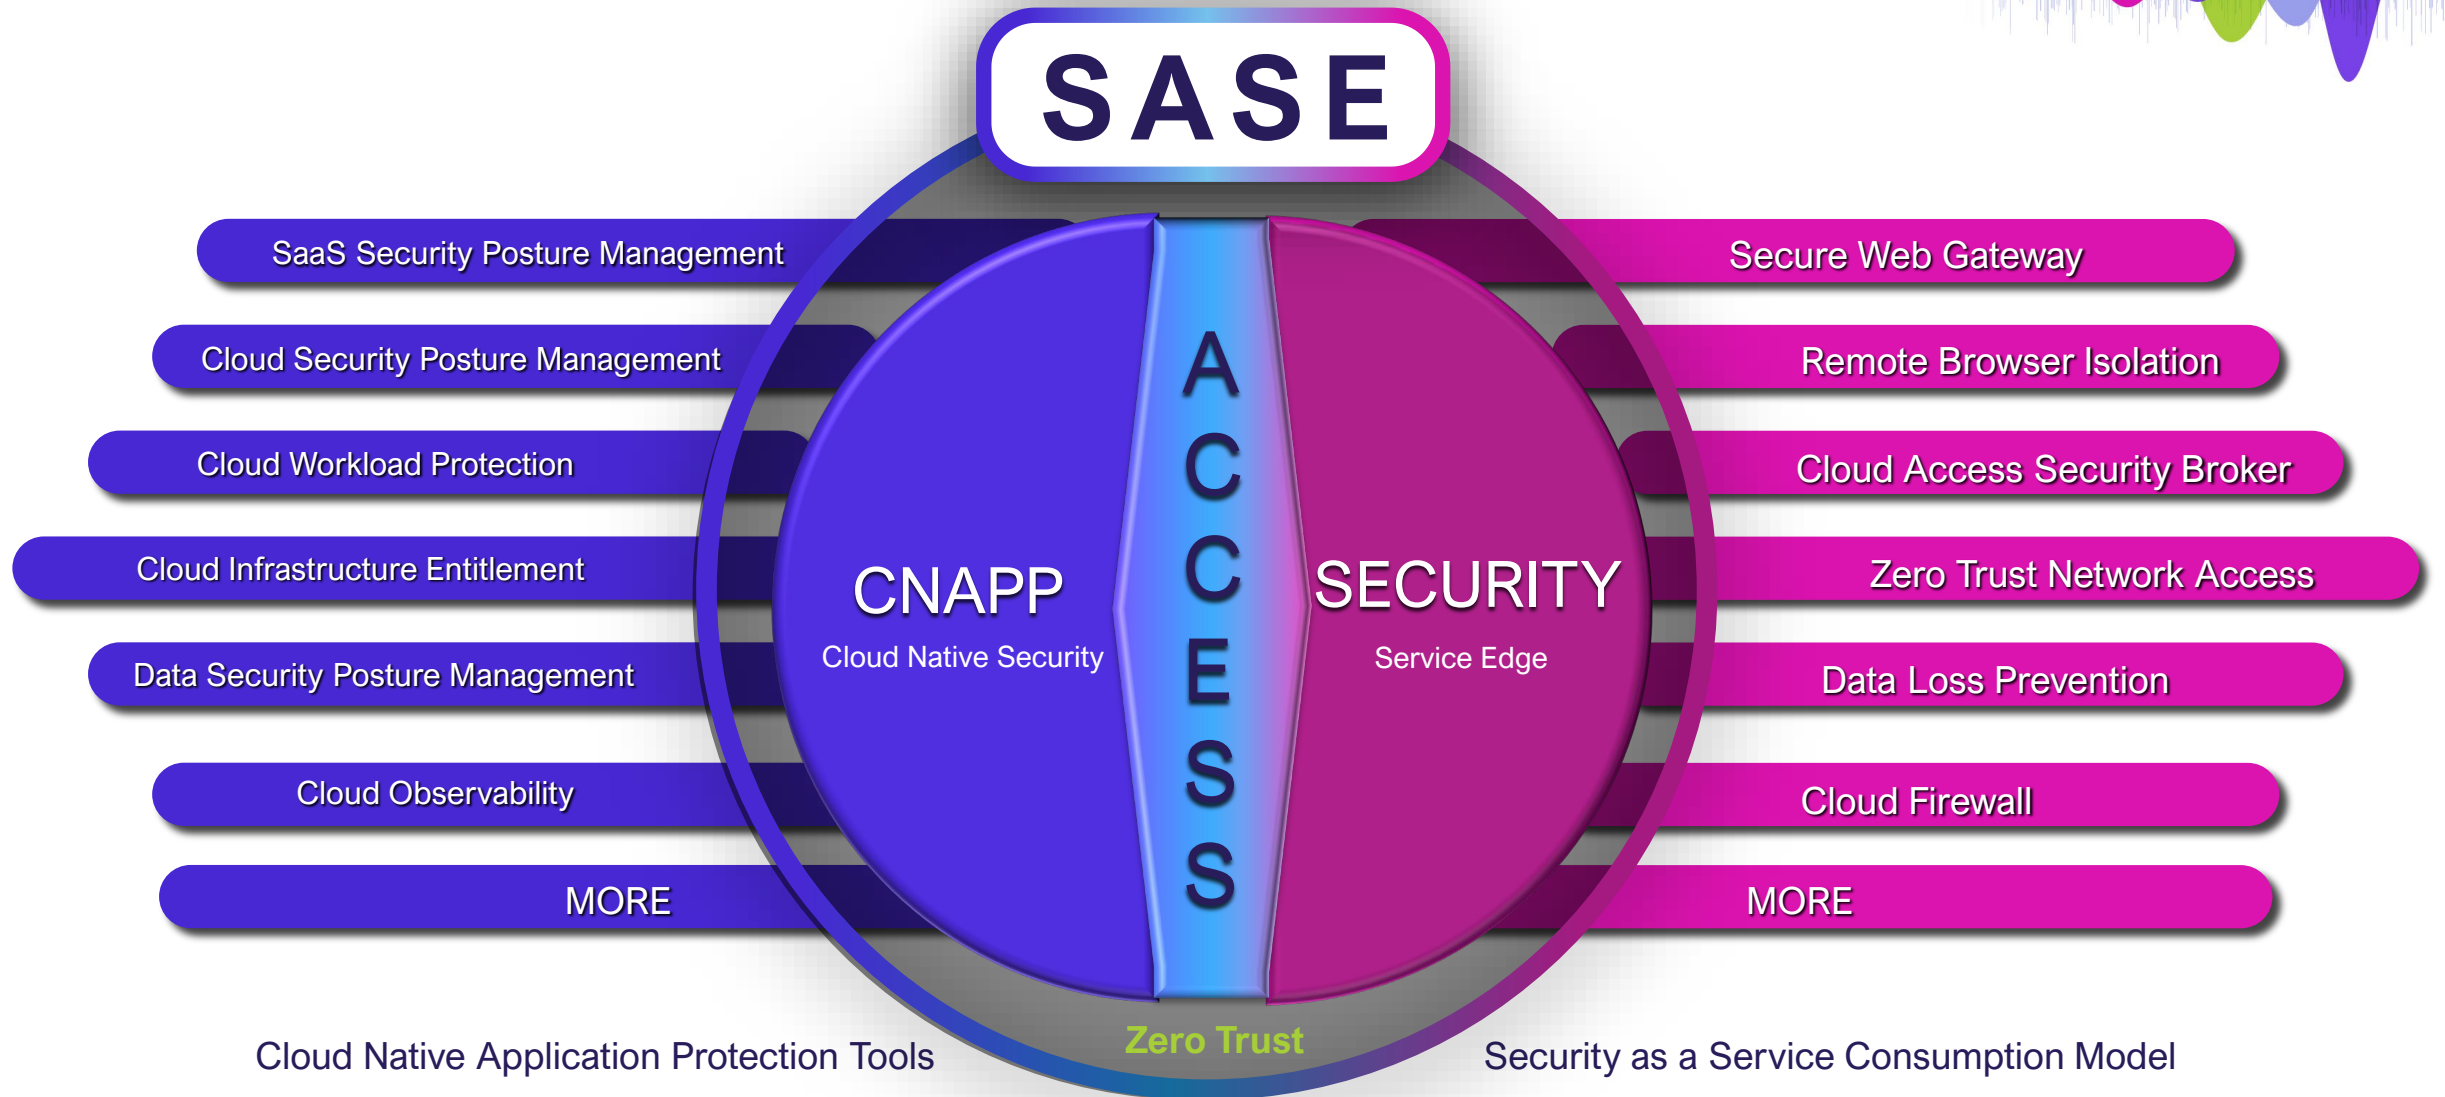 SASE
SaaS Security Posture Management
Cloud Security Posture Management
Cloud Workload Protection
Cloud Infrastructure Entitlement
Data Security Posture Management
Cloud Observability
MORE
CNAPP
Cloud Native Security
ACCESS
SECURITY
Service Edge
Secure Web Gateway
Remote Browser Isolation
Cloud Access Security Broker
Zero Trust Network Access
Data Loss Prevention
Cloud Firewall
MORE
Zero Trust
Cloud Native Application Protection Tools
Security as a Service Consumption Model